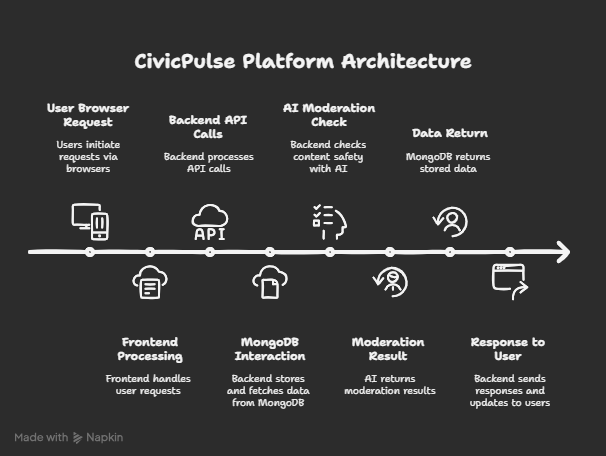 CivicPulse Platform Architecture
User Browser
Request
Users initiate
requests via
browsers
Backend API
Calls
Backend processes
API calls
AI Moderation
Check
Backend checks
content safety
with AI
Data Return
MongoDB returns
stored data
API
Frontend
Processing
Frontend handles
user requests
MongoDB
Interaction
Backend stores
and fetches data
from MongoDB
Moderation
Result
AI returns
moderation results
Response to
User
Backend sends
responses and
updates to users
Made with Napkin